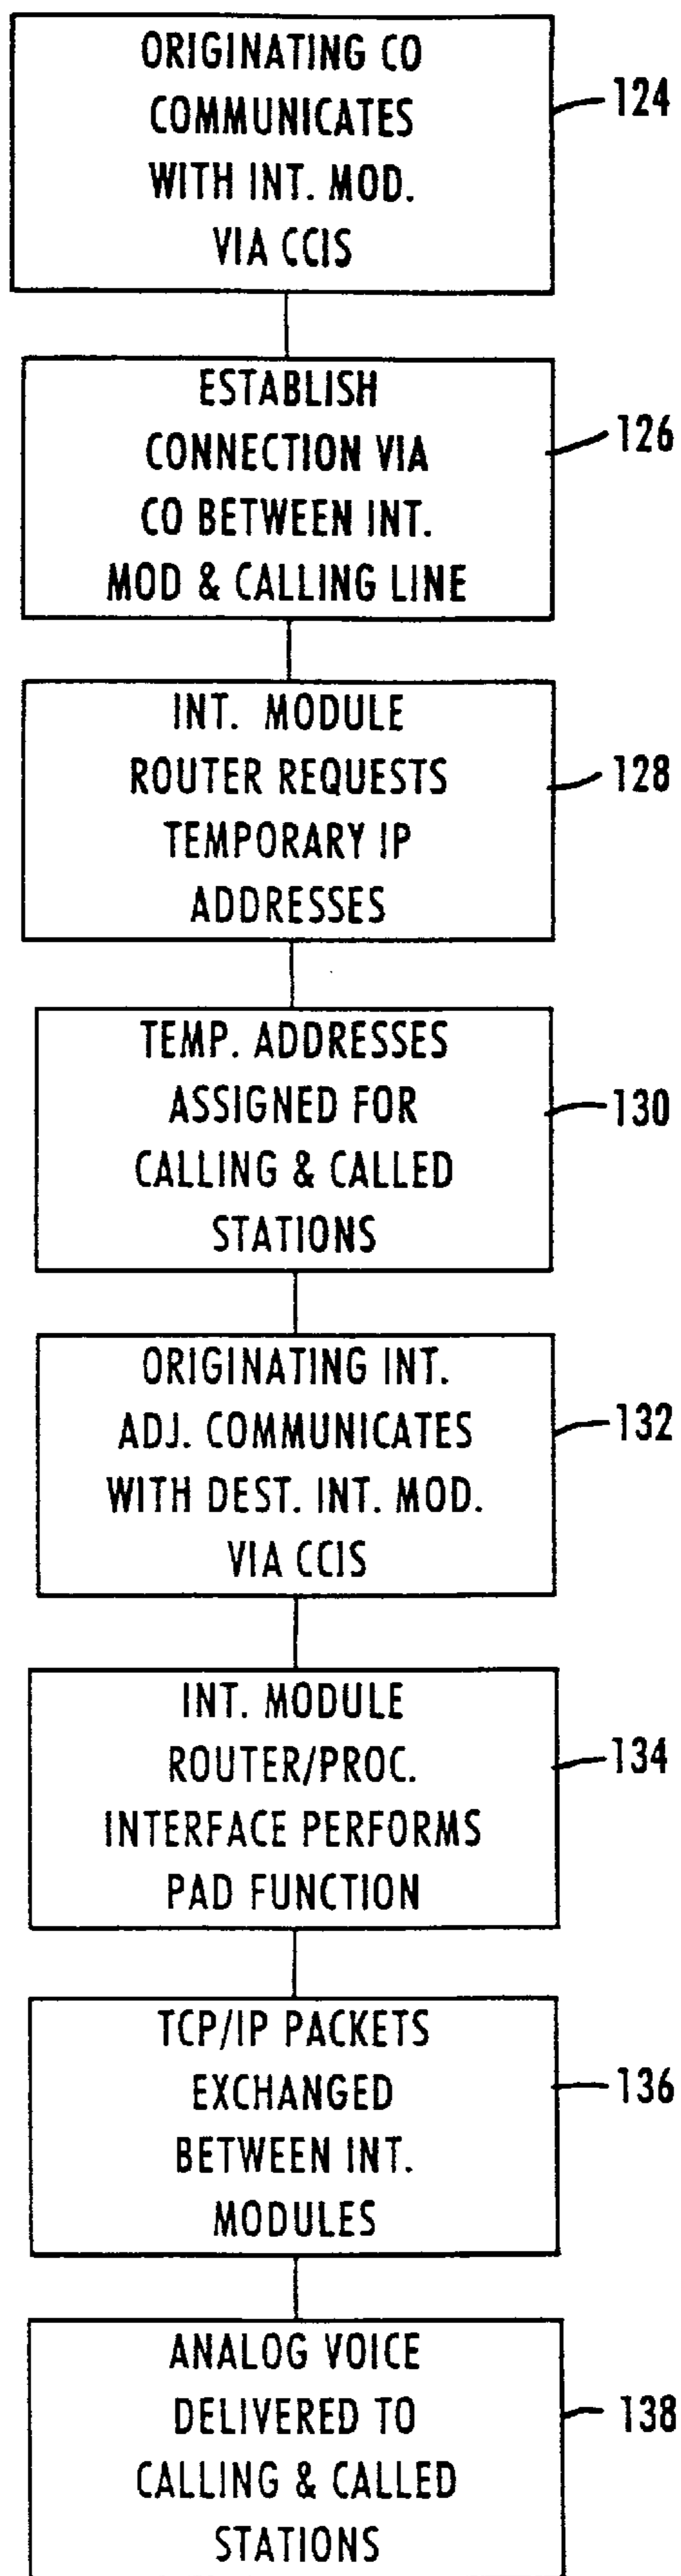 ORIGINATING CO
COMMUNICATES
WITH INT. MOD.
VIA CCIS
124
ESTABLISH
CONNECTION VIA
CO BETWEEN INT.
MOD & CALLING LINE
126
INT. MODULE
ROUTER REQUESTS
TEMPORARY IP
ADDRESSES
128
TEMP. ADDRESSES
ASSIGNED FOR
CALLING & CALLED
STATIONS
130
ORIGINATING INT.
ADJ. COMMUNICATES
WITH DEST. INT. MOD.
VIA CCIS
132
INT. MODULE
ROUTER/PROC.
INTERFACE PERFORMS
PAD FUNCTION
134
TCP/IP PACKETS
EXCHANGED
BETWEEN INT.
MODULES
136
ANALOG VOICE
DELIVERED TO
CALLING & CALLED
STATIONS
138